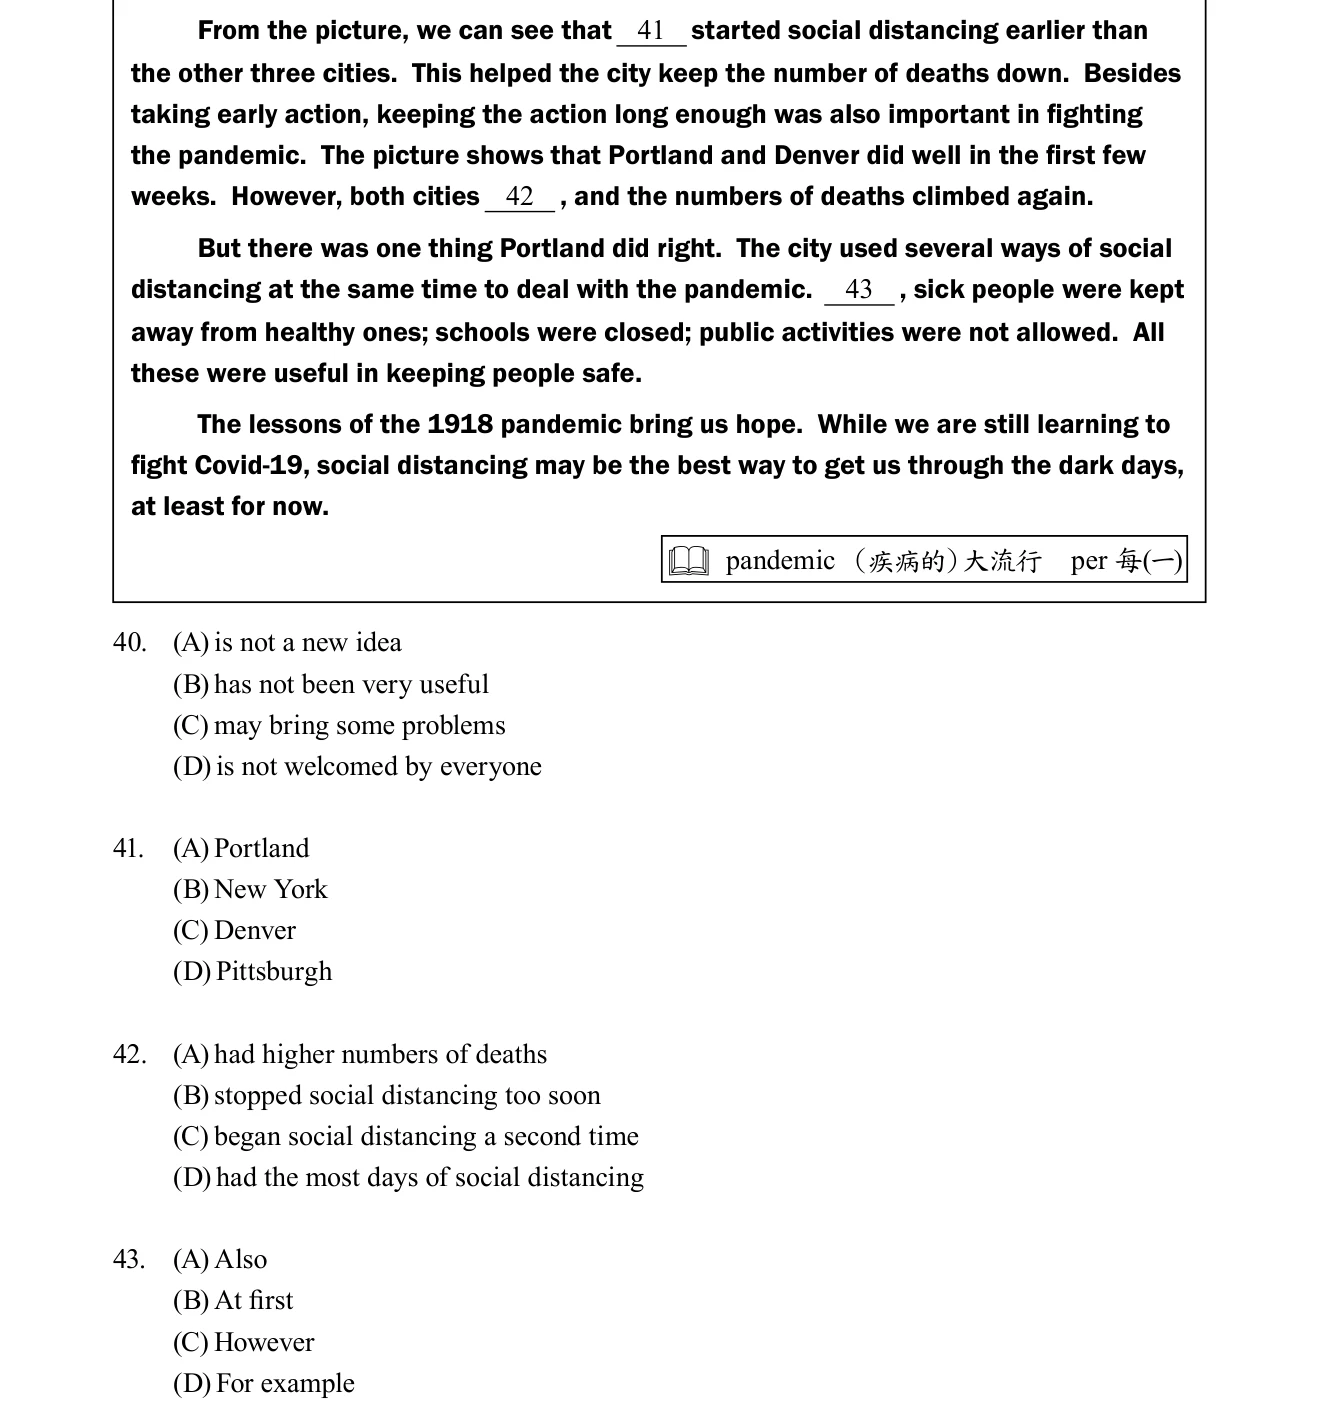 From the picture, we can see that 41 started social distancing earlier than
the other three cities. This helped the city keep the number of deaths down. Besides
taking early action, keeping the action long enough was also important in fighting
the pandemic. The picture shows that Portland and Denver did well in the first few
weeks. However, both cities 42 , and the numbers of deaths climbed again.
But there was one thing Portland did right. The city used several ways of social
distancing at the same time to deal with the pandemic. 43 , sick people were kept
away from healthy ones; schools were closed; public activities were not allowed. All
these were useful in keeping people safe.
The lessons of the 1918 pandemic bring us hope. While we are still learning to
fight Covid-19, social distancing may be the best way to get us through the dark days,
at least for now.
pandemic （疾病的）大流行 per 每(一)
40. (A) is not a new idea
(B) has not been very useful
(C) may bring some problems
(D) is not welcomed by everyone
41. (A) Portland
(B) New York
(C) Denver
(D) Pittsburgh
42. (A) had higher numbers of deaths
(B) stopped social distancing too soon
(C) began social distancing a second time
(D) had the most days of social distancing
43. (A) Also
(B) At first
(C) However
(D) For example